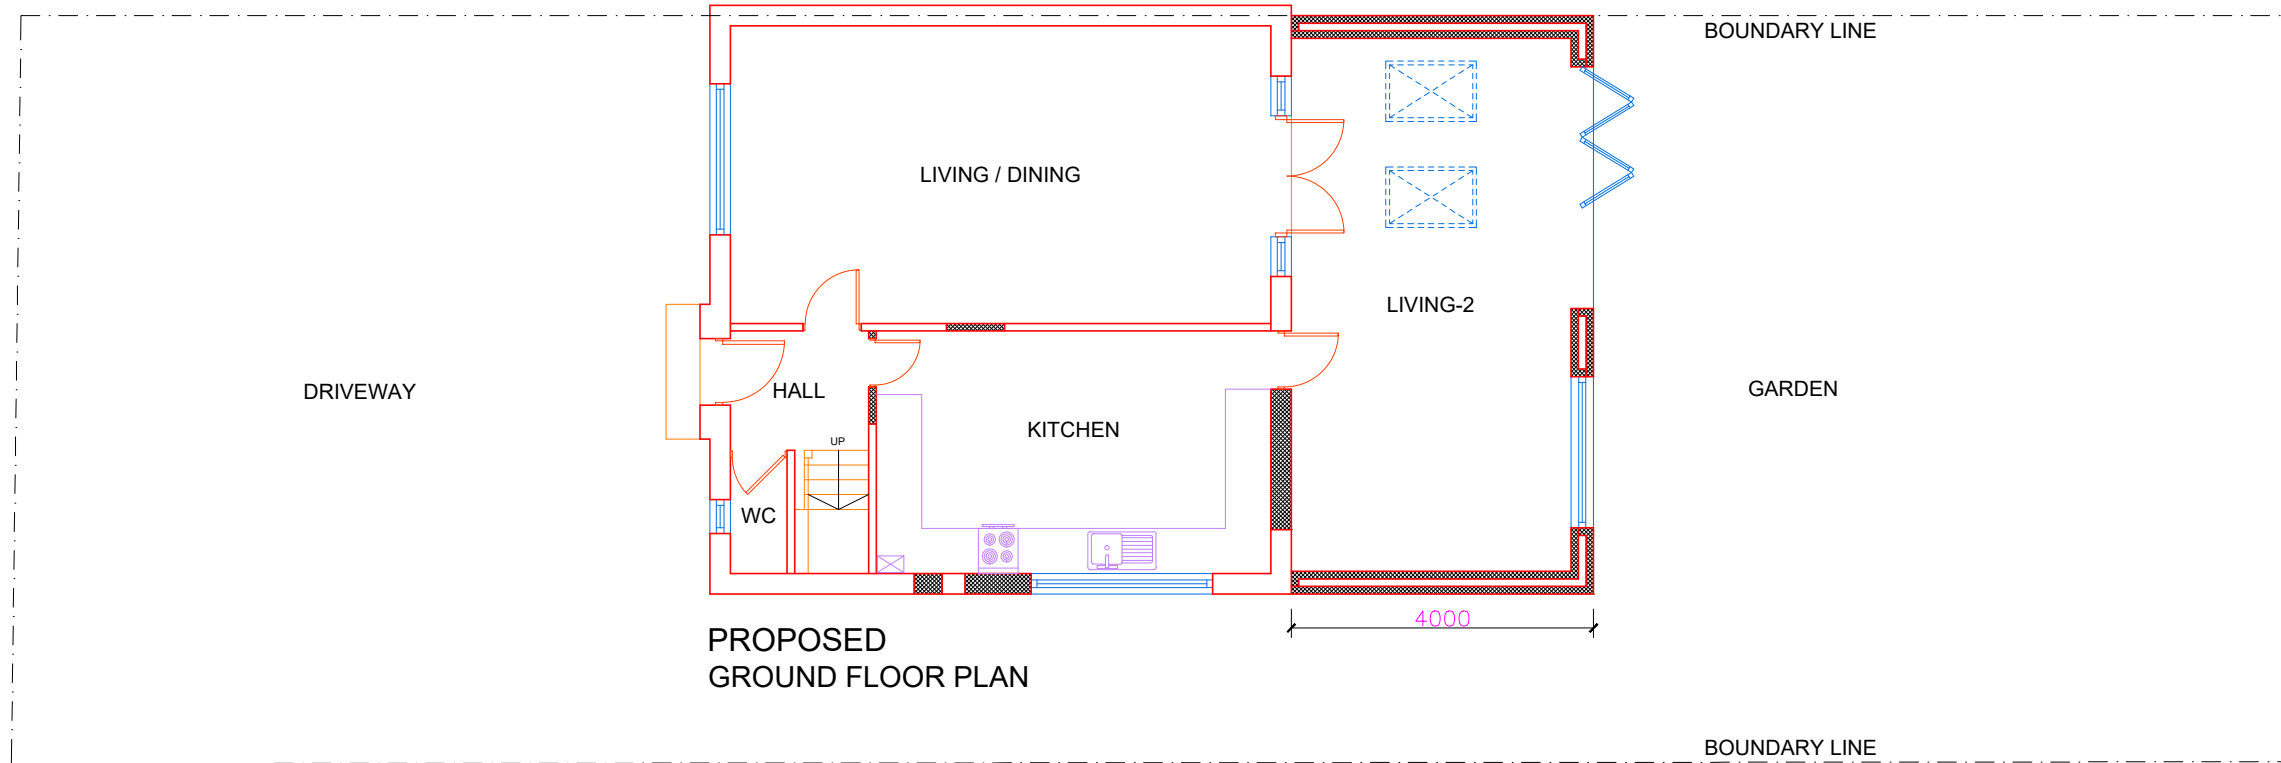 BOUNDARY LINE
LIVING / DINING
LIVING-2
DRIVEWAY
HALL
GARDEN
KITCHEN
UP
WC
4000
PROPOSED
GROUND FLOOR PLAN
BOUNDARY LINE